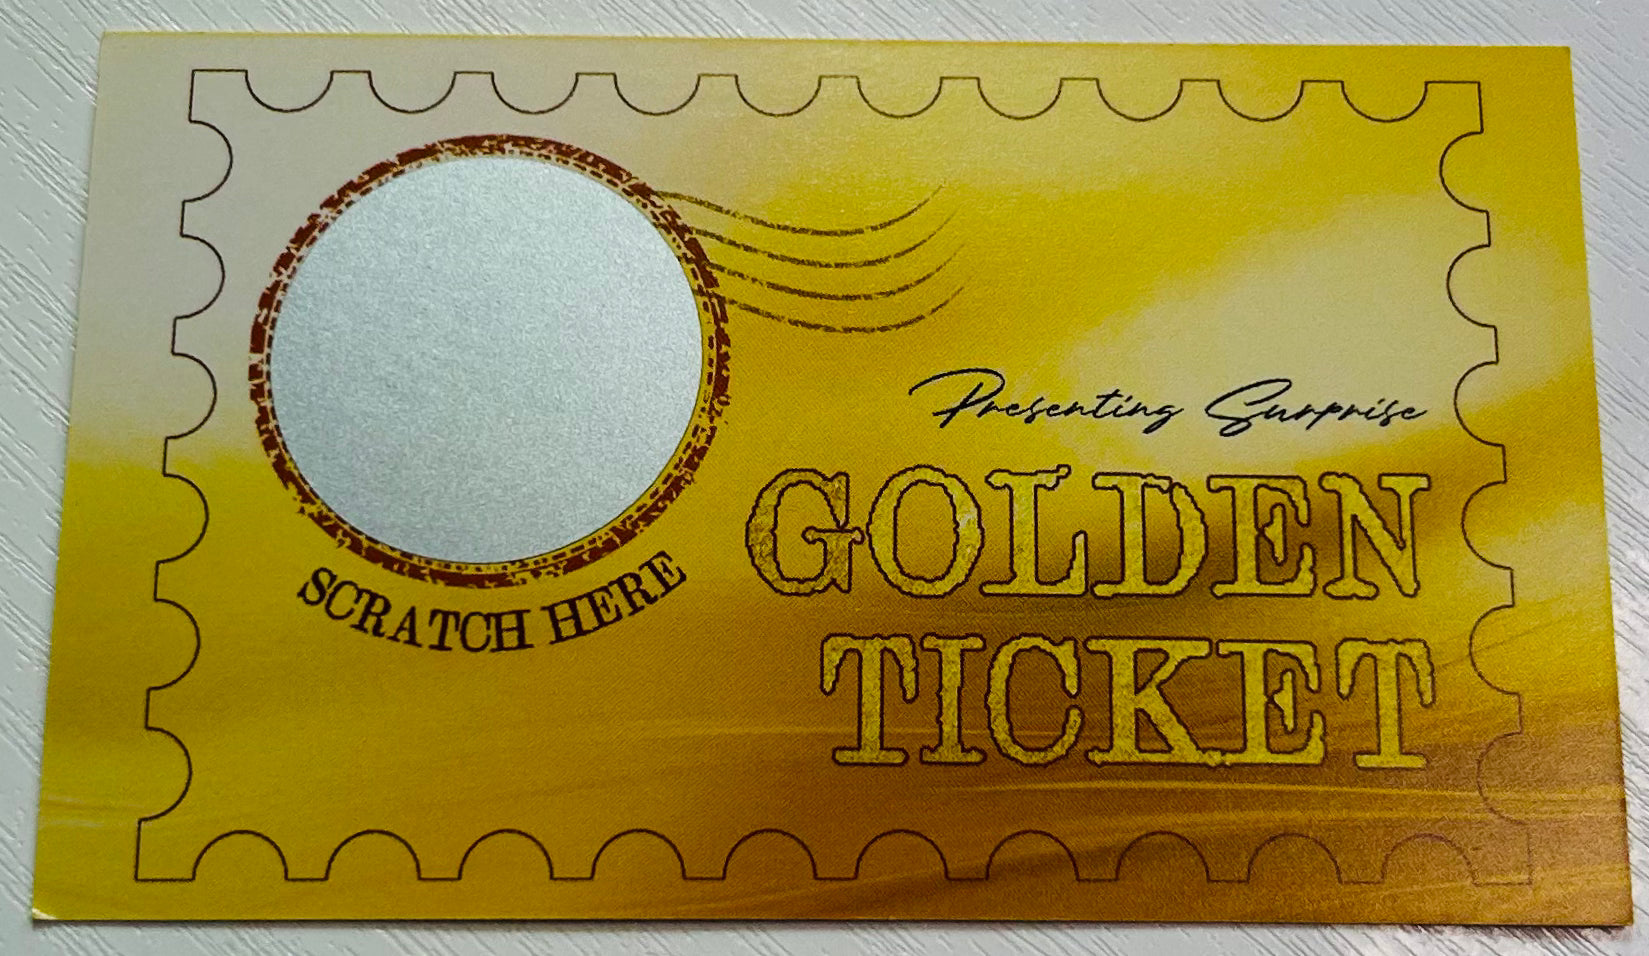 SCRATCH HERE
Presenting Surprise
GOLDEN
TICKET